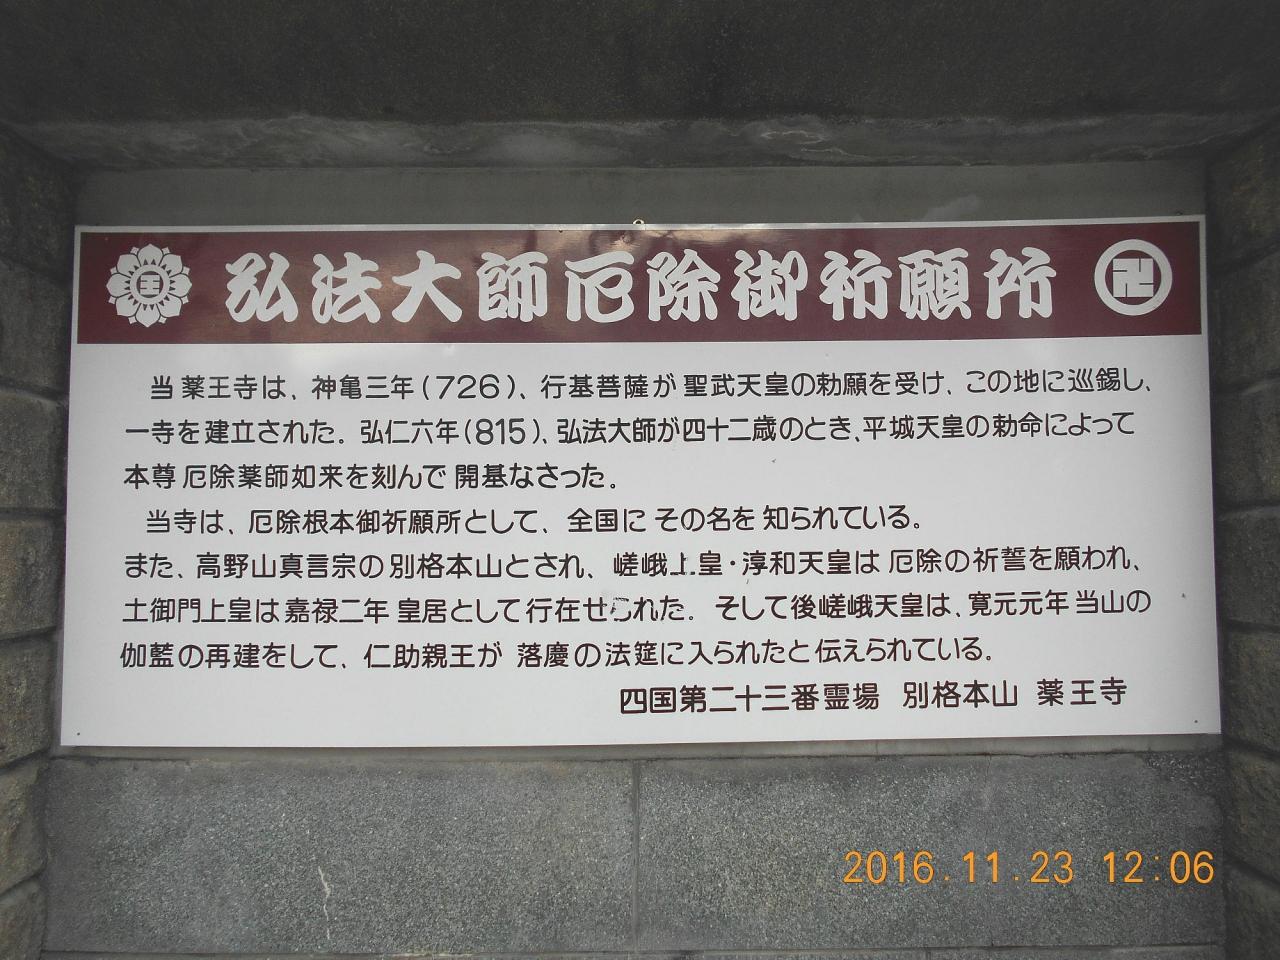 弘法大師厄除御祈願所
当薬王寺は、神亀三年(726)、行基菩薩が聖武天皇の勅願を受け、この地に巡錫し、
一寺を建立された。弘仁六年(815)、弘法大師が四十二歳のとき、平城天皇の勅命によって
本尊厄除薬師如来を刻んで開基なさった。
当寺は、厄除根本御祈願所として、全国にその名を知られている。
また、高野山真言宗の別格本山とされ、嵯峨上皇・淳和天皇は厄除の祈誓を願われ、
土御門上皇は嘉禄二年皇居として行在せられた。そして後嵯峨天皇は、寛元元年当山の
伽藍の再建をして、仁助親王が落慶の法筵に入られたと伝えられている。
四国第二十三番霊場 別格本山 薬王寺
2016.11.23 12:06